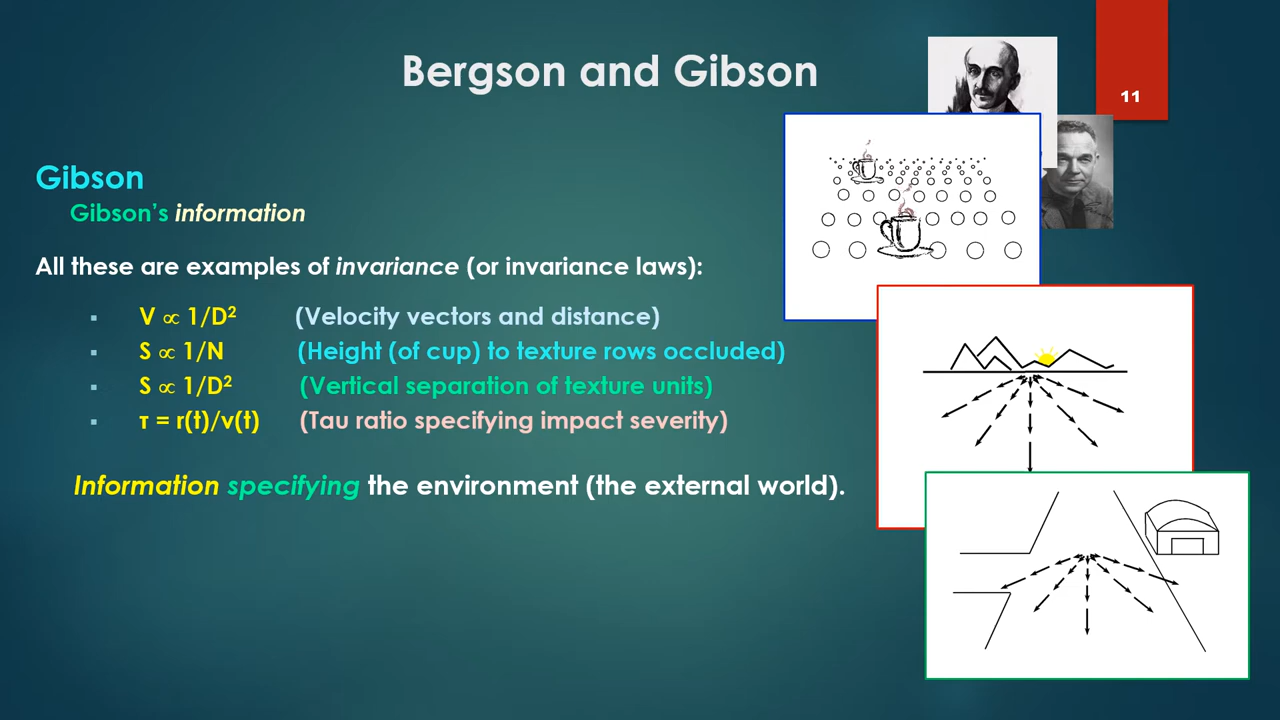 Bergson and Gibson
11
Gibson
Gibson's information
All these are examples of invariance (or invariance laws):
▪ V ∝ 1/D² (Velocity vectors and distance)
▪ S ∝ 1/N (Height (of cup) to texture rows occluded)
▪ S ∝ 1/D² (Vertical separation of texture units)
▪ τ = r(t)/v(t) (Tau ratio specifying impact severity)
Information specifying the environment (the external world).